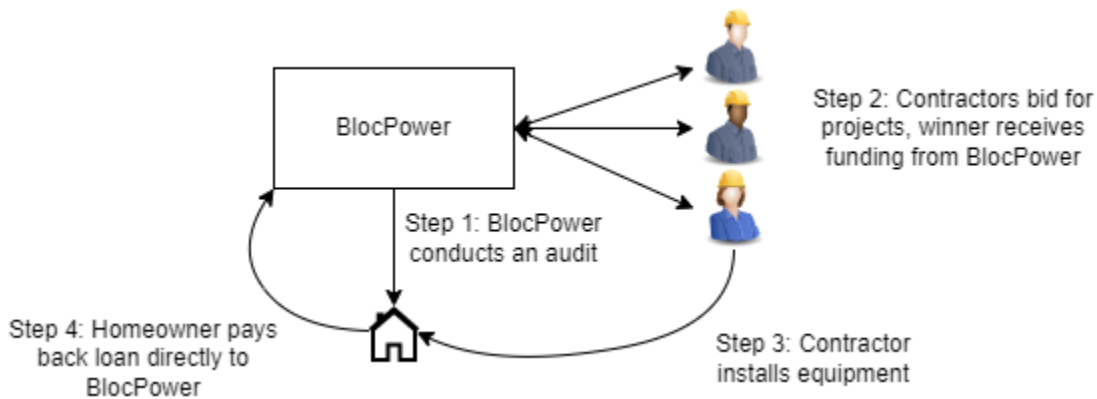 BlocPower
Step 2: Contractors bid for
projects, winner receives
funding from BlocPower
Step 1: BlocPower
conducts an audit
Step 4: Homeowner pays
back loan directly to
BlocPower
Step 3: Contractor
installs equipment